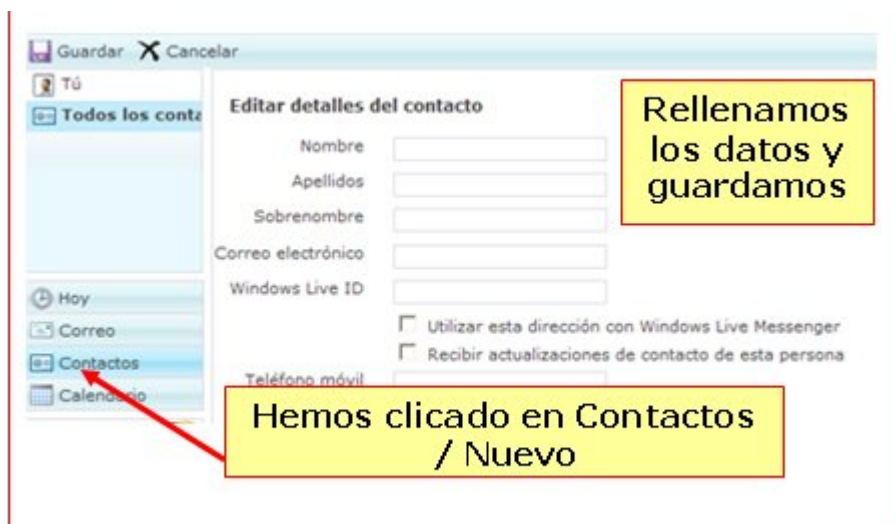 Guardar Cancelar
Tú
Todos los conta
Editar detalles del contacto
Nombre
Apellidos
Sobrenombre
Correo electrónico
Windows Live ID
Utilizar esta dirección con Windows Live Messenger
Recibir actualizaciones de contacto de esta persona
Teléfono móvil
Rellenamos
los datos y
guardamos
Hoy
Correo
Contactos
Calendario
Hemos clicado en Contactos
/ Nuevo